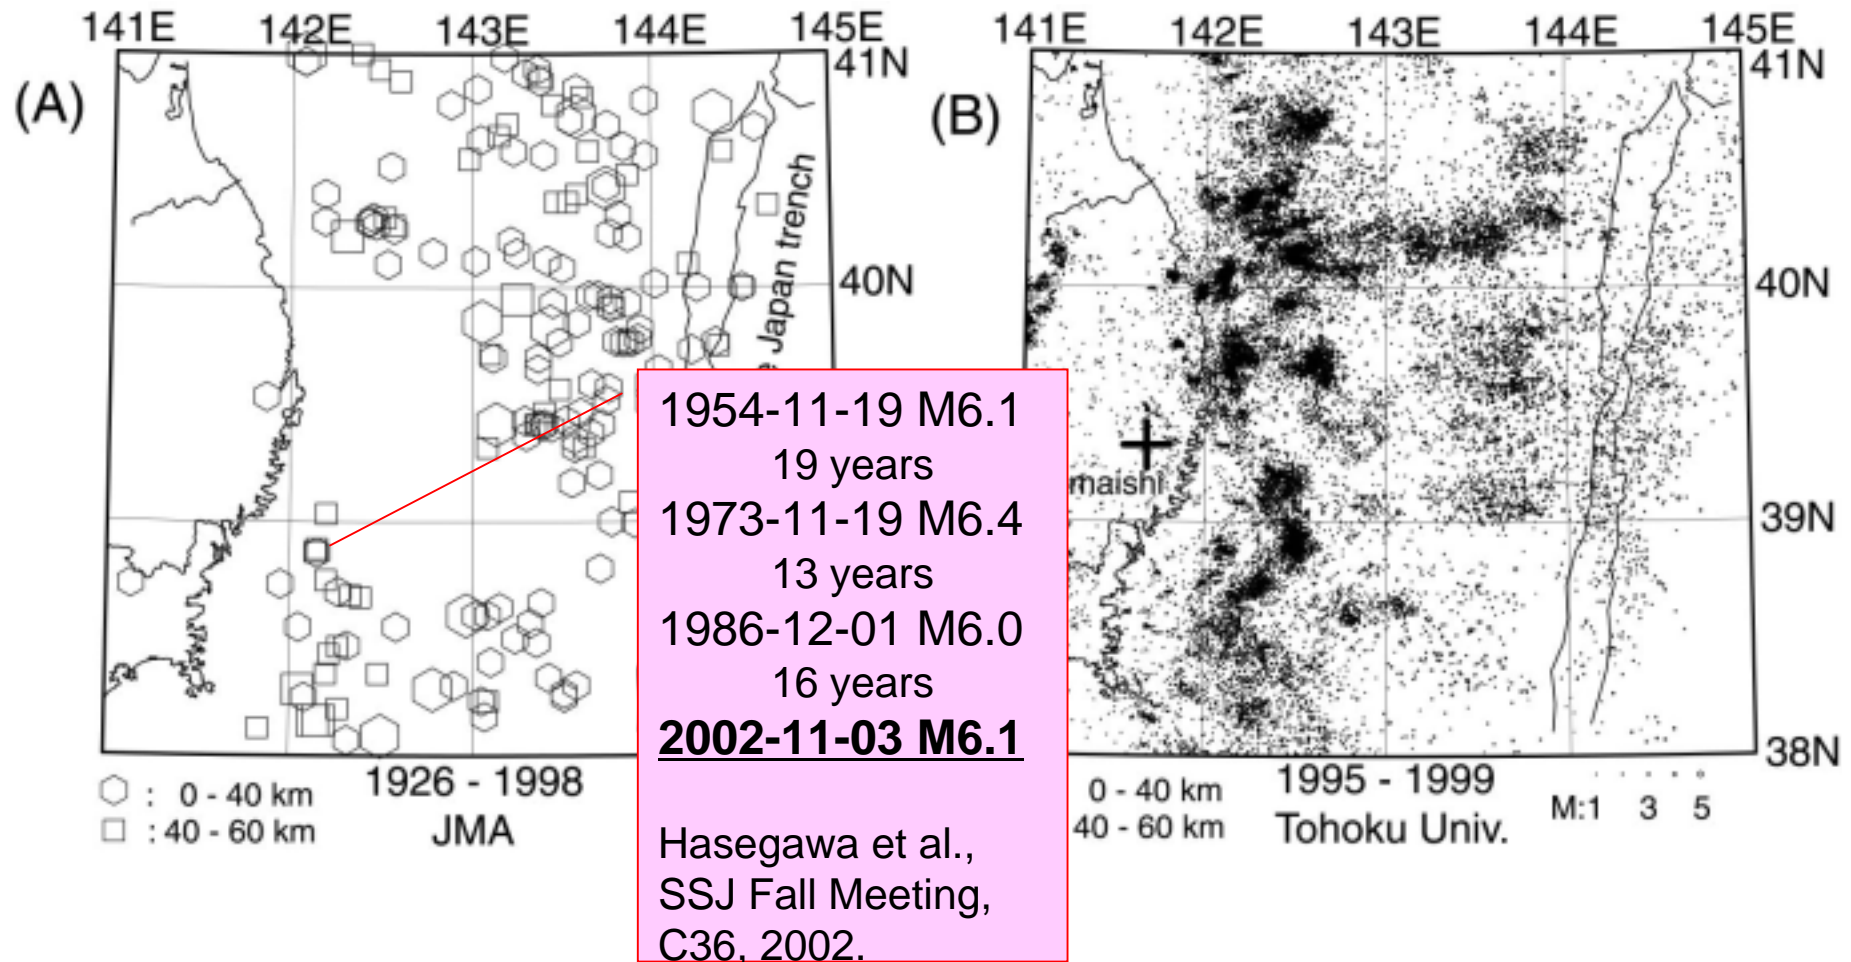 141E 142E 143E 144E 145E
(A)
41N
40N
Japan trench
0 - 40 km
40 - 60 km
1926 - 1998
JMA
141E 142E 143E 144E 145E
(B)
41N
40N
39N
38N
maishi
0 - 40 km
40 - 60 km
1995 - 1999
Tohoku Univ.
M:1 3 5
1954-11-19 M6.1
19 years
1973-11-19 M6.4
13 years
1986-12-01 M6.0
16 years
2002-11-03 M6.1
Hasegawa et al.,
SSJ Fall Meeting,
C36, 2002.